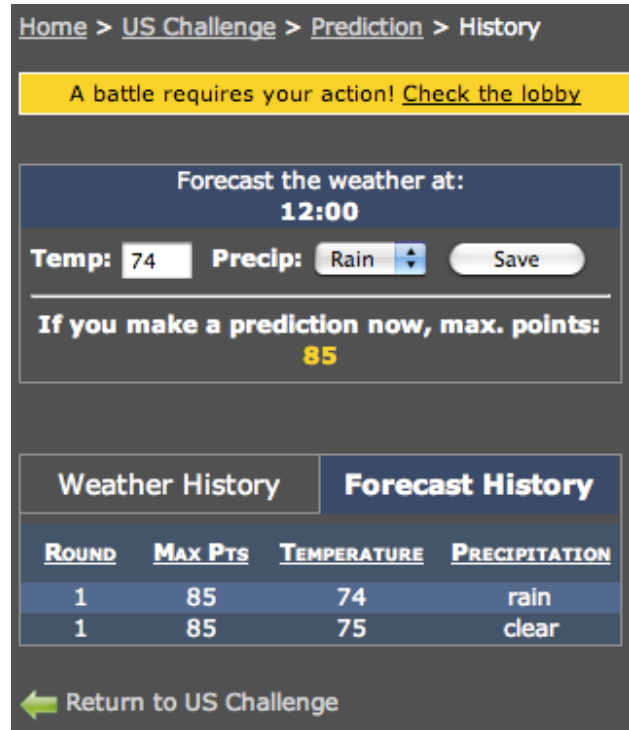 Home > US Challenge > Prediction > History
A battle requires your action! Check the lobby
Forecast the weather at:
12:00
Temp: 74 Precip: Rain Save
If you make a prediction now, max. points:
85
Weather History Forecast History
ROUND MAX PTS TEMPERATURE PRECIPITATION
1 85 74 rain
1 85 75 clear
Return to US Challenge